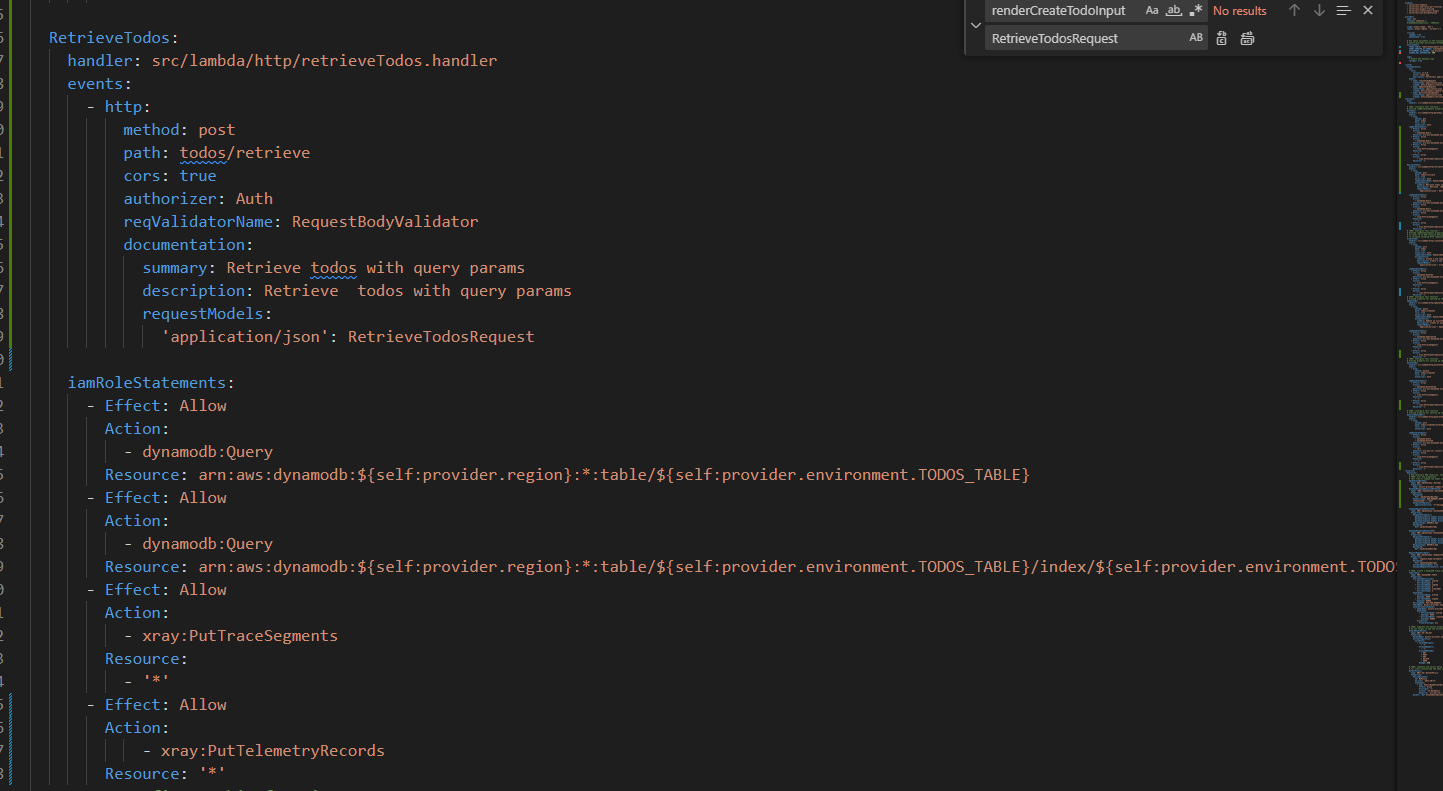 renderCreateTodoInput Aa ab .* No results
RetrieveTodosRequest AB
RetrieveTodos:
handler: src/lambda/http/retrieveTodos.handler
events:
- http:
method: post
path: todos/retrieve
cors: true
authorizer: Auth
reqValidatorName: RequestBodyValidator
documentation:
summary: Retrieve todos with query params
description: Retrieve  todos with query params
requestModels:
'application/json': RetrieveTodosRequest
iamRoleStatements:
- Effect: Allow
Action:
- dynamodb:Query
Resource: arn:aws:dynamodb:${self:provider.region}:*:table/${self:provider.environment.TODOS_TABLE}
- Effect: Allow
Action:
- dynamodb:Query
Resource: arn:aws:dynamodb:${self:provider.region}:*:table/${self:provider.environment.TODOS_TABLE}/index/${self:provider.environment.TODOS
- Effect: Allow
Action:
- xray:PutTraceSegments
Resource:
- '*'
- Effect: Allow
Action:
- xray:PutTelemetryRecords
Resource: '*'